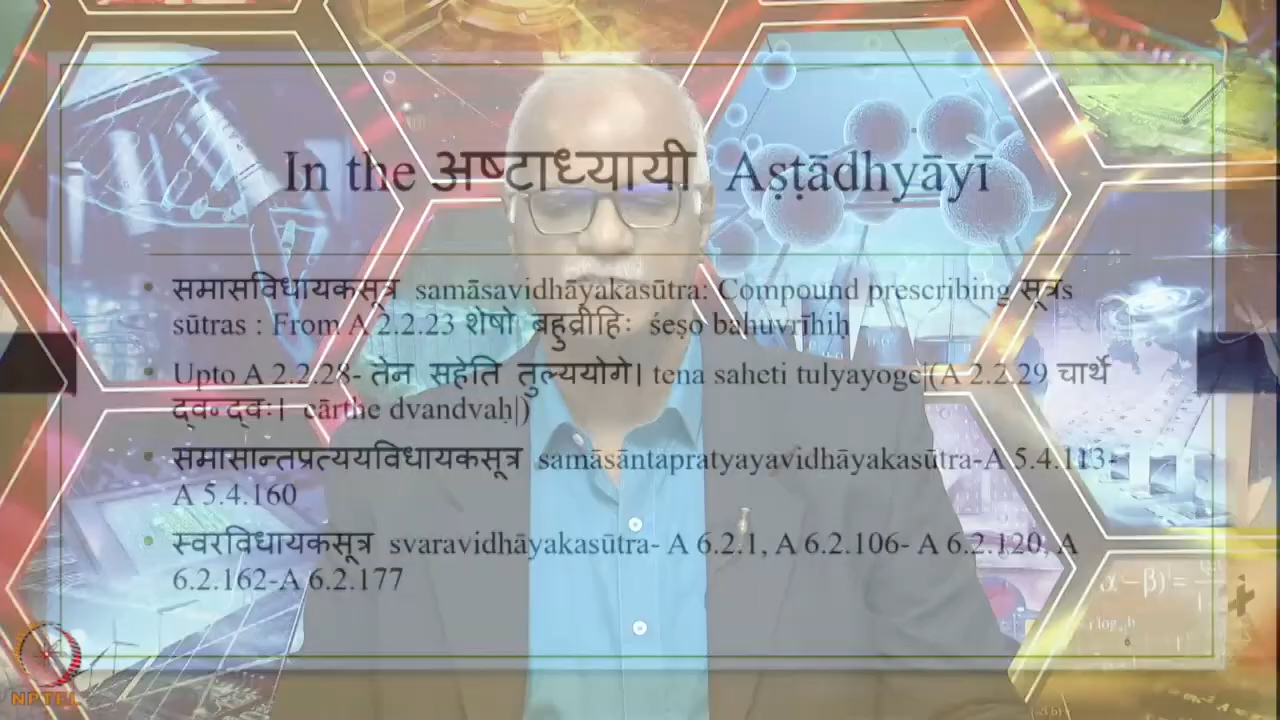 In the अष्टाध्यायी Aṣṭādhyāyī
• समासविधायकसूत्र samāsavidhāyakasūtra: Compound prescribing सूत्रs
sūtras : From A 2.2.23 शेषो बहुव्रीहिः śeṣo bahuvrīhiḥ
• Upto A 2.2.28- तेन सहेति तुल्ययोगे| tena saheti tulyayoge|(A 2.2.29 चार्थे
द्वन्द्वः| cārthe dvandvaḥ|)
• समासान्तप्रत्ययविधायकसूत्र samāsāntapratyayavidhāyakasūtra-A 5.4.113-
A 5.4.160
• स्वरविधायकसूत्र svaravidhāyakasūtra- A 6.2.1, A 6.2.106- A 6.2.120, A
6.2.162-A 6.2.177
6
NPTEL